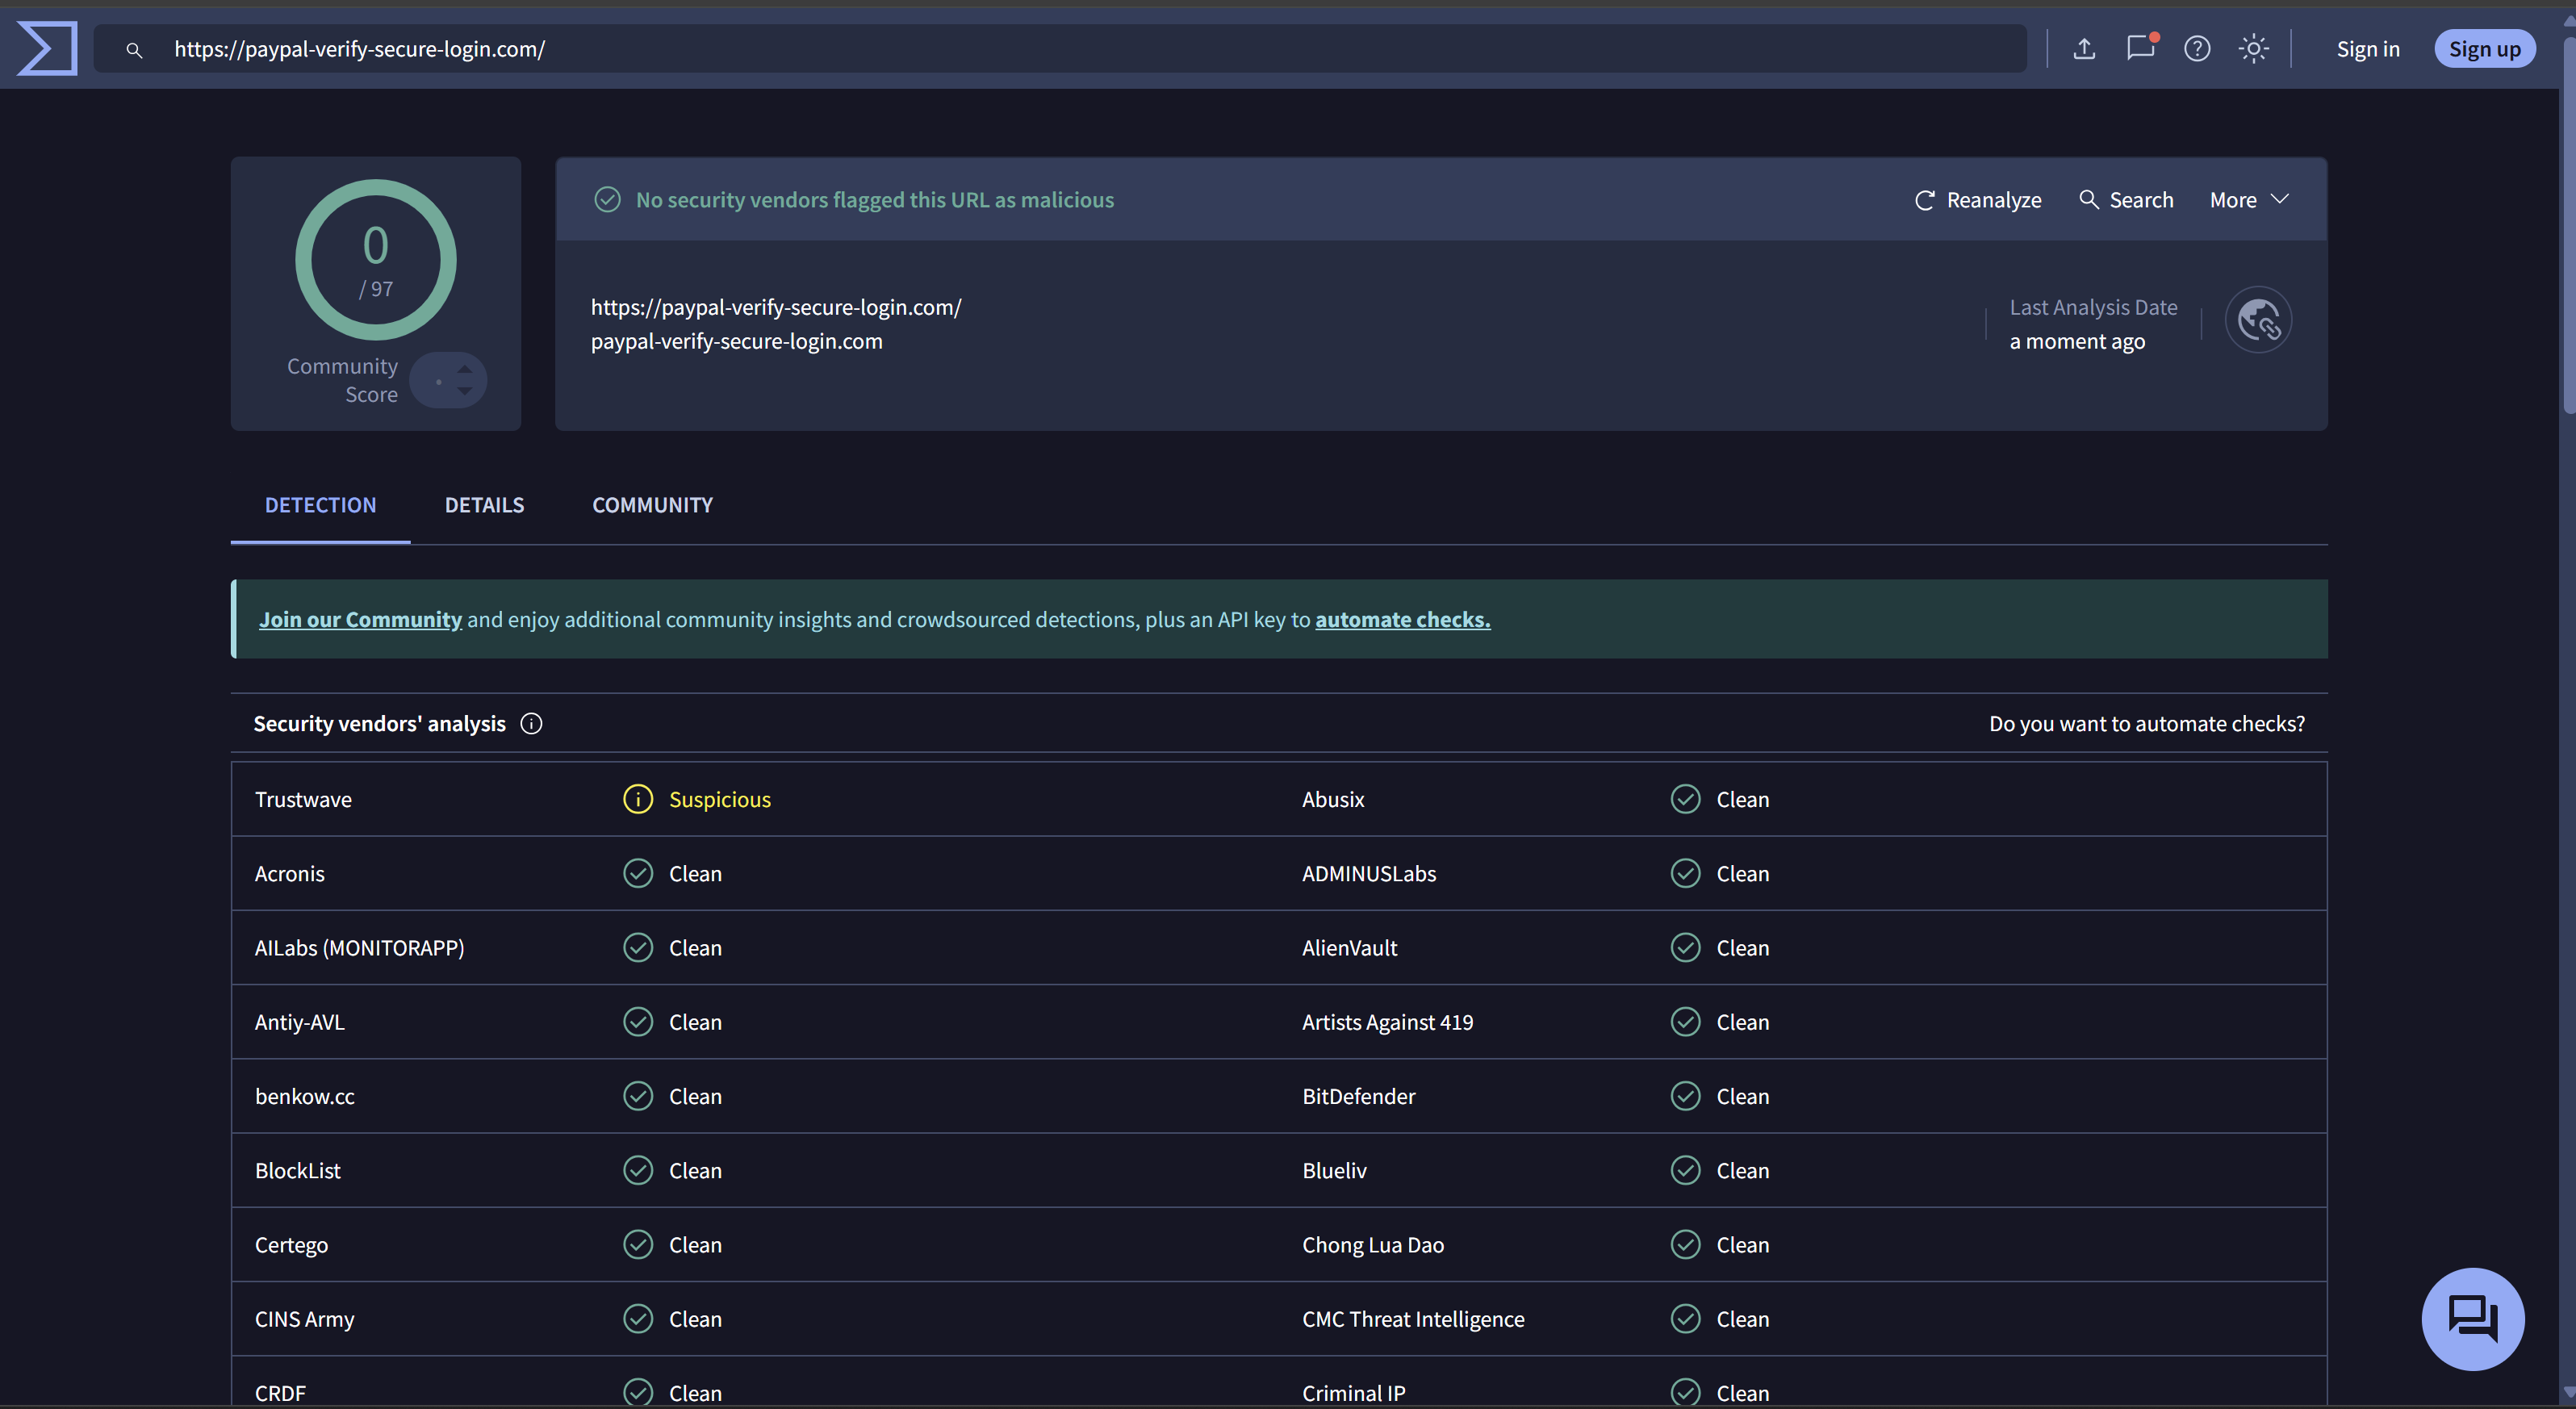 https://paypal-verify-secure-login.com/
Sign in
Sign up
0
/ 97
Community
Score
No security vendors flagged this URL as malicious
Reanalyze
Search
More
https://paypal-verify-secure-login.com/
paypal-verify-secure-login.com
Last Analysis Date
a moment ago
DETECTION
DETAILS
COMMUNITY
Join our Community and enjoy additional community insights and crowdsourced detections, plus an API key to automate checks.
Security vendors' analysis
Do you want to automate checks?
Trustwave Suspicious Abusix Clean
Acronis Clean ADMINUSLabs Clean
AILabs (MONITORAPP) Clean AlienVault Clean
Antiy-AVL Clean Artists Against 419 Clean
benkow.cc Clean BitDefender Clean
BlockList Clean Blueliv Clean
Certego Clean Chong Lua Dao Clean
CINS Army Clean CMC Threat Intelligence Clean
CRDF Clean Criminal IP Clean